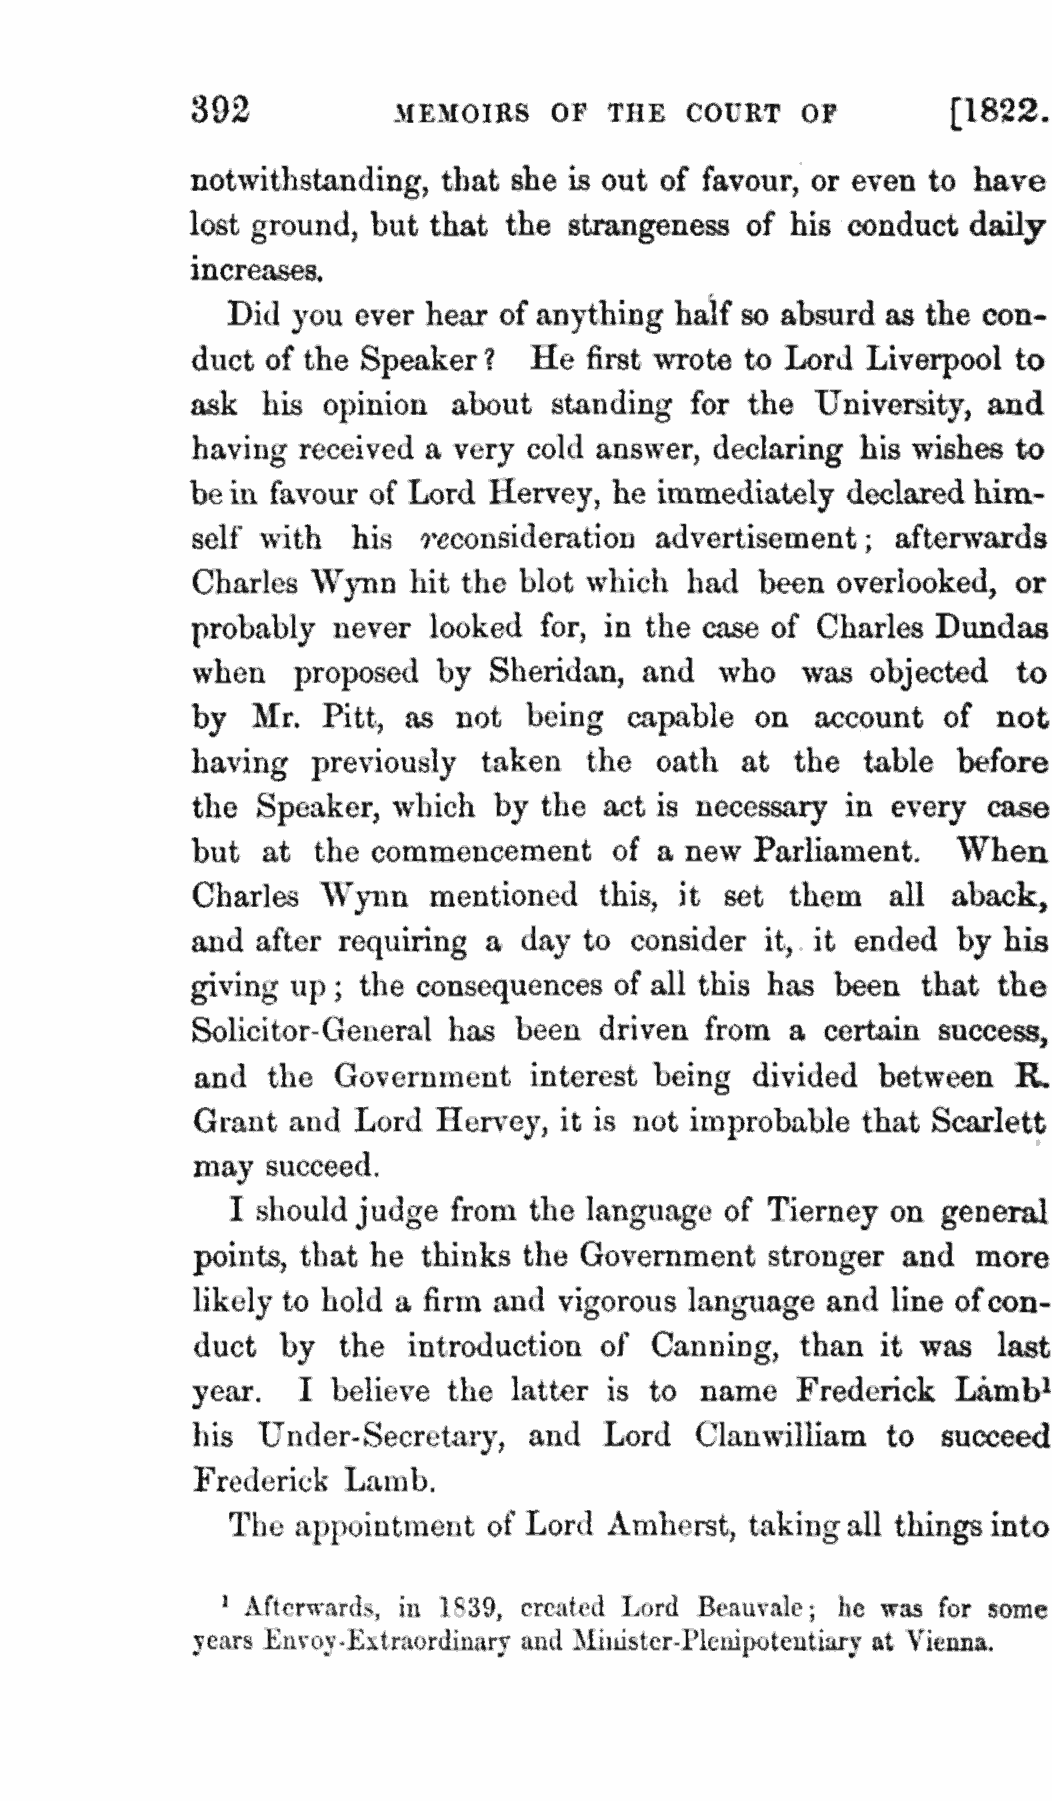 392 MEMOIRS OF THE COURT OF [1822.
notwithstanding, that she is out of favour, or even to have
lost ground, but that the strangeness of his conduct daily
increases.
Did you ever hear of anything half so absurd as the con-
duct of the Speaker? He first wrote to Lord Liverpool to
ask his opinion about standing for the University, and
having received a very cold answer, declaring his wishes to
be in favour of Lord Hervey, he immediately declared him-
self with his reconsideration advertisement; afterwards
Charles Wynn hit the blot which had been overlooked, or
probably never looked for, in the case of Charles Dundas
when proposed by Sheridan, and who was objected to
by Mr. Pitt, as not being capable on account of not
having previously taken the oath at the table before
the Speaker, which by the act is necessary in every case
but at the commencement of a new Parliament. When
Charles Wynn mentioned this, it set them all aback,
and after requiring a day to consider it, it ended by his
giving up; the consequences of all this has been that the
Solicitor-General has been driven from a certain success,
and the Government interest being divided between R.
Grant and Lord Hervey, it is not improbable that Scarlett
may succeed.
I should judge from the language of Tierney on general
points, that he thinks the Government stronger and more
likely to hold a firm and vigorous language and line of con-
duct by the introduction of Canning, than it was last
year. I believe the latter is to name Frederick Lamb¹
his Under-Secretary, and Lord Clanwilliam to succeed
Frederick Lamb.
The appointment of Lord Amherst, taking all things into
¹ Afterwards, in 1839, created Lord Beauvale; he was for some
years Envoy-Extraordinary and Minister-Plenipotentiary at Vienna.